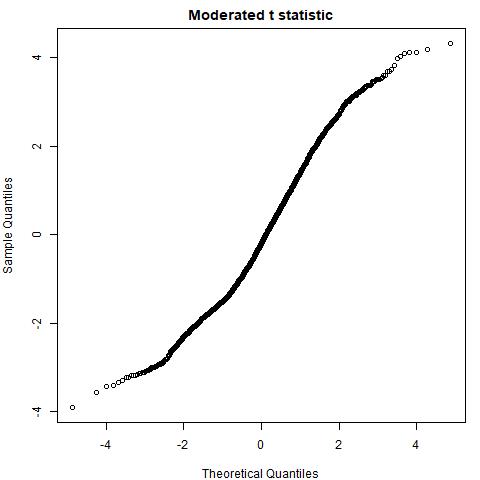 Moderated t statistic
4
2
0
-2
-4
Sample Quantiles
-4 -2 0 2 4
Theoretical Quantiles